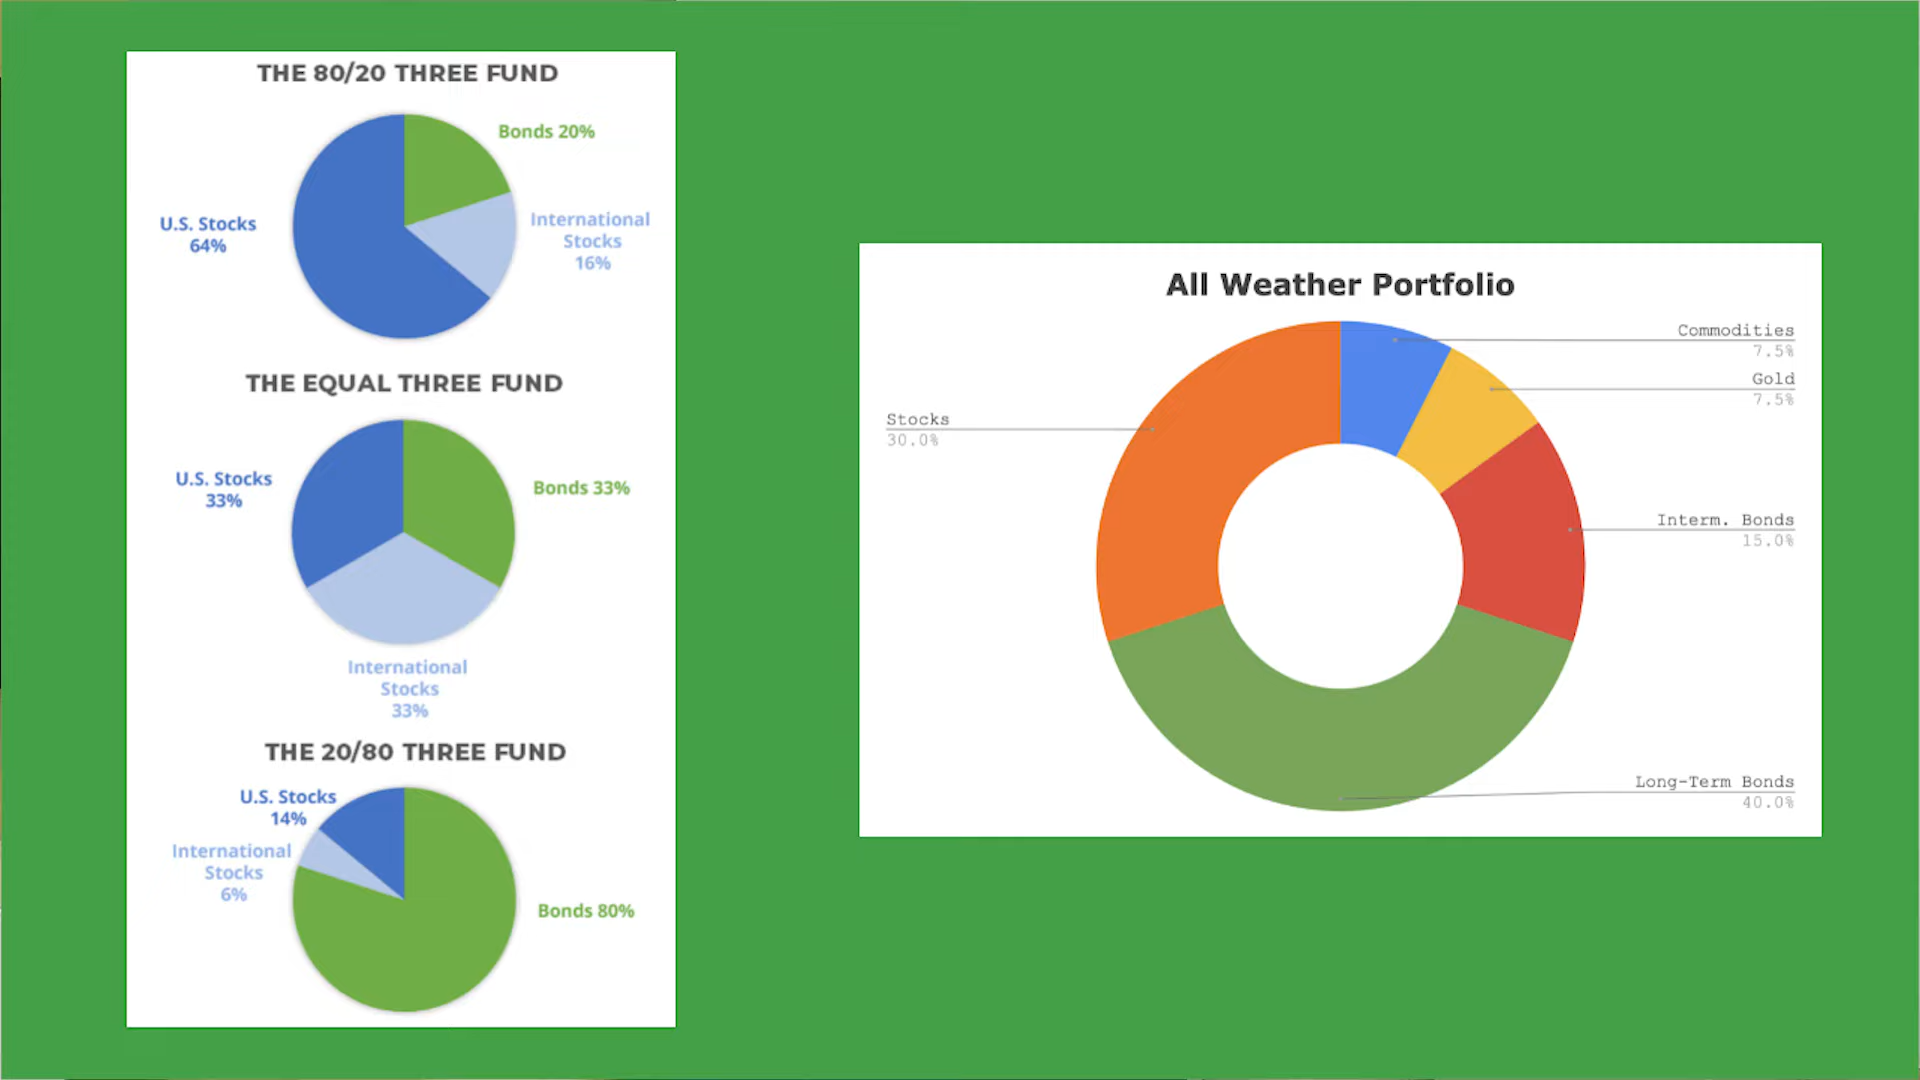 THE 80/20 THREE FUND
Bonds 20%
U.S. Stocks
64%
International
Stocks
16%
THE EQUAL THREE FUND
U.S. Stocks
33%
Bonds 33%
International
Stocks
33%
THE 20/80 THREE FUND
U.S. Stocks
14%
International
Stocks
6%
Bonds 80%
All Weather Portfolio
Commodities
7.5%
Gold
7.5%
Stocks
30.0%
Interm. Bonds
15.0%
Long-Term Bonds
40.0%